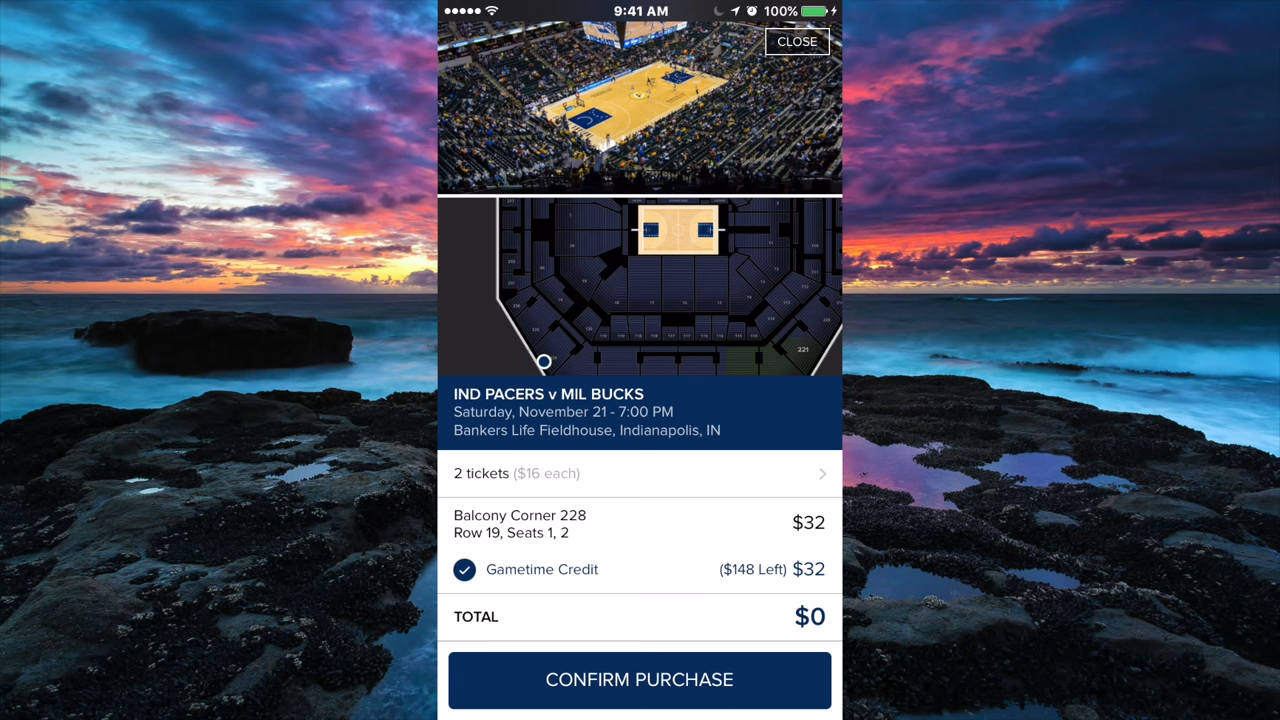 9:41 AM
100%
CLOSE
221
IND PACERS v MIL BUCKS
Saturday, November 21 - 7:00 PM
Bankers Life Fieldhouse, Indianapolis, IN
2 tickets ($16 each)
Balcony Corner 228
Row 19, Seats 1, 2
$32
Gametime Credit
($148 Left) $32
TOTAL
$0
CONFIRM PURCHASE